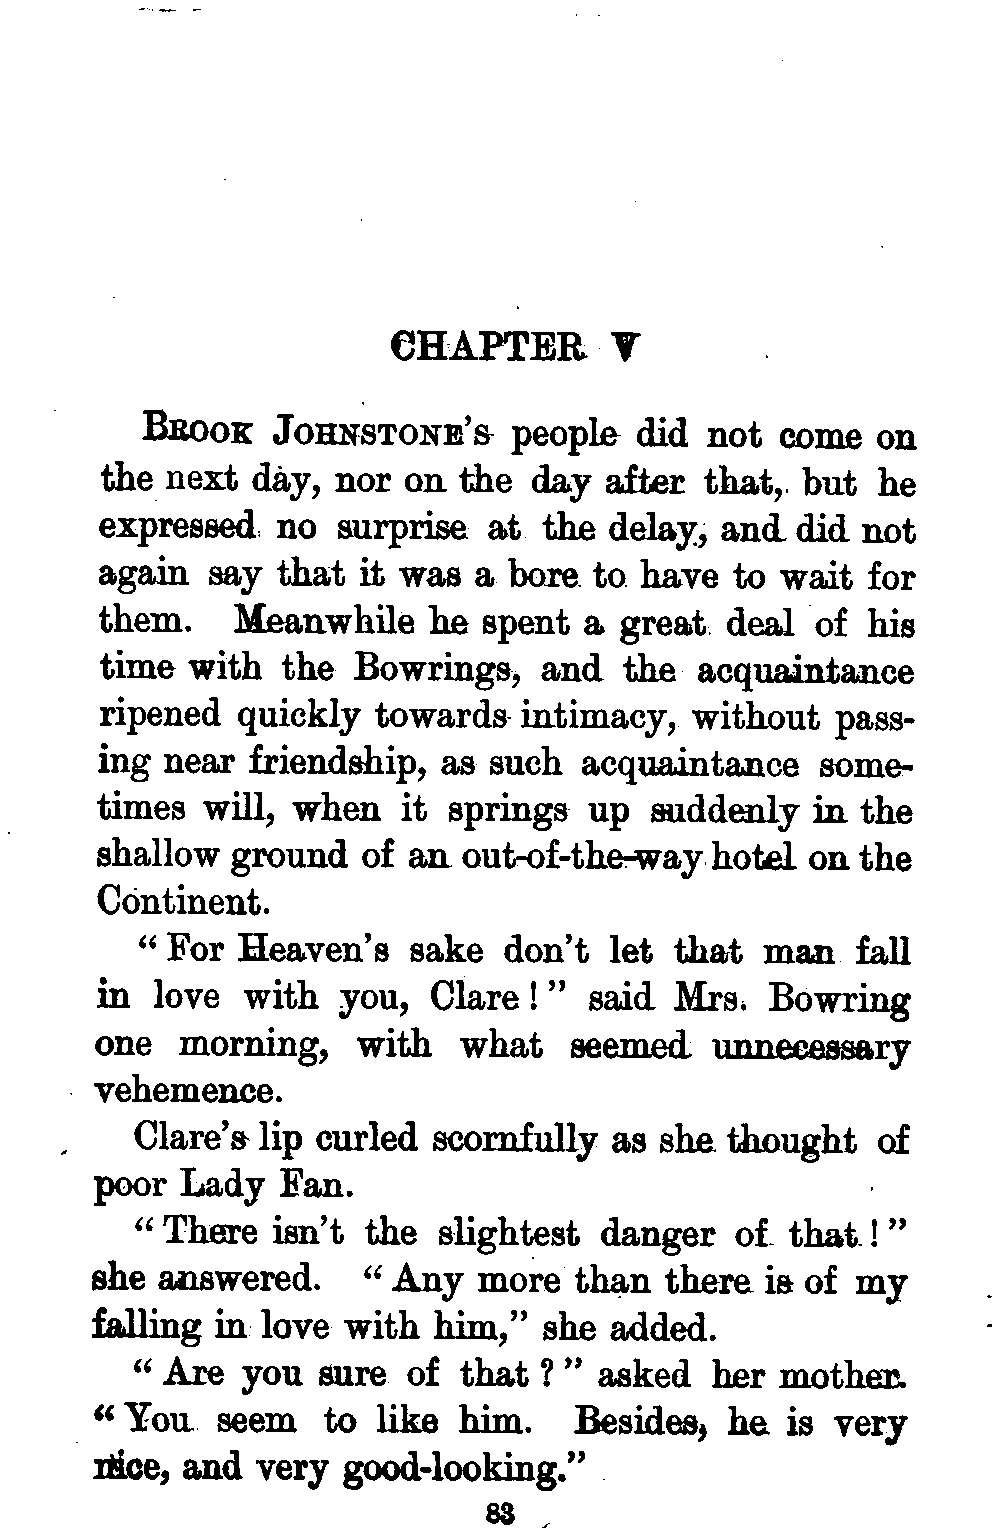 CHAPTER V
BROOK JOHNSTONE'S people did not come on
the next day, nor on the day after that, but he
expressed no surprise at the delay, and did not
again say that it was a bore to have to wait for
them. Meanwhile he spent a great deal of his
time with the Bowrings, and the acquaintance
ripened quickly towards intimacy, without pass-
ing near friendship, as such acquaintance some-
times will, when it springs up suddenly in the
shallow ground of an out-of-the-way hotel on the
Continent.
"For Heaven's sake don't let that man fall
in love with you, Clare!" said Mrs. Bowring
one morning, with what seemed unnecessary
vehemence.
Clare's lip curled scornfully as she thought of
poor Lady Fan.
"There isn't the slightest danger of that!"
she answered. "Any more than there is of my
falling in love with him," she added.
"Are you sure of that?" asked her mother.
"You seem to like him. Besides, he is very
nice, and very good-looking."
83